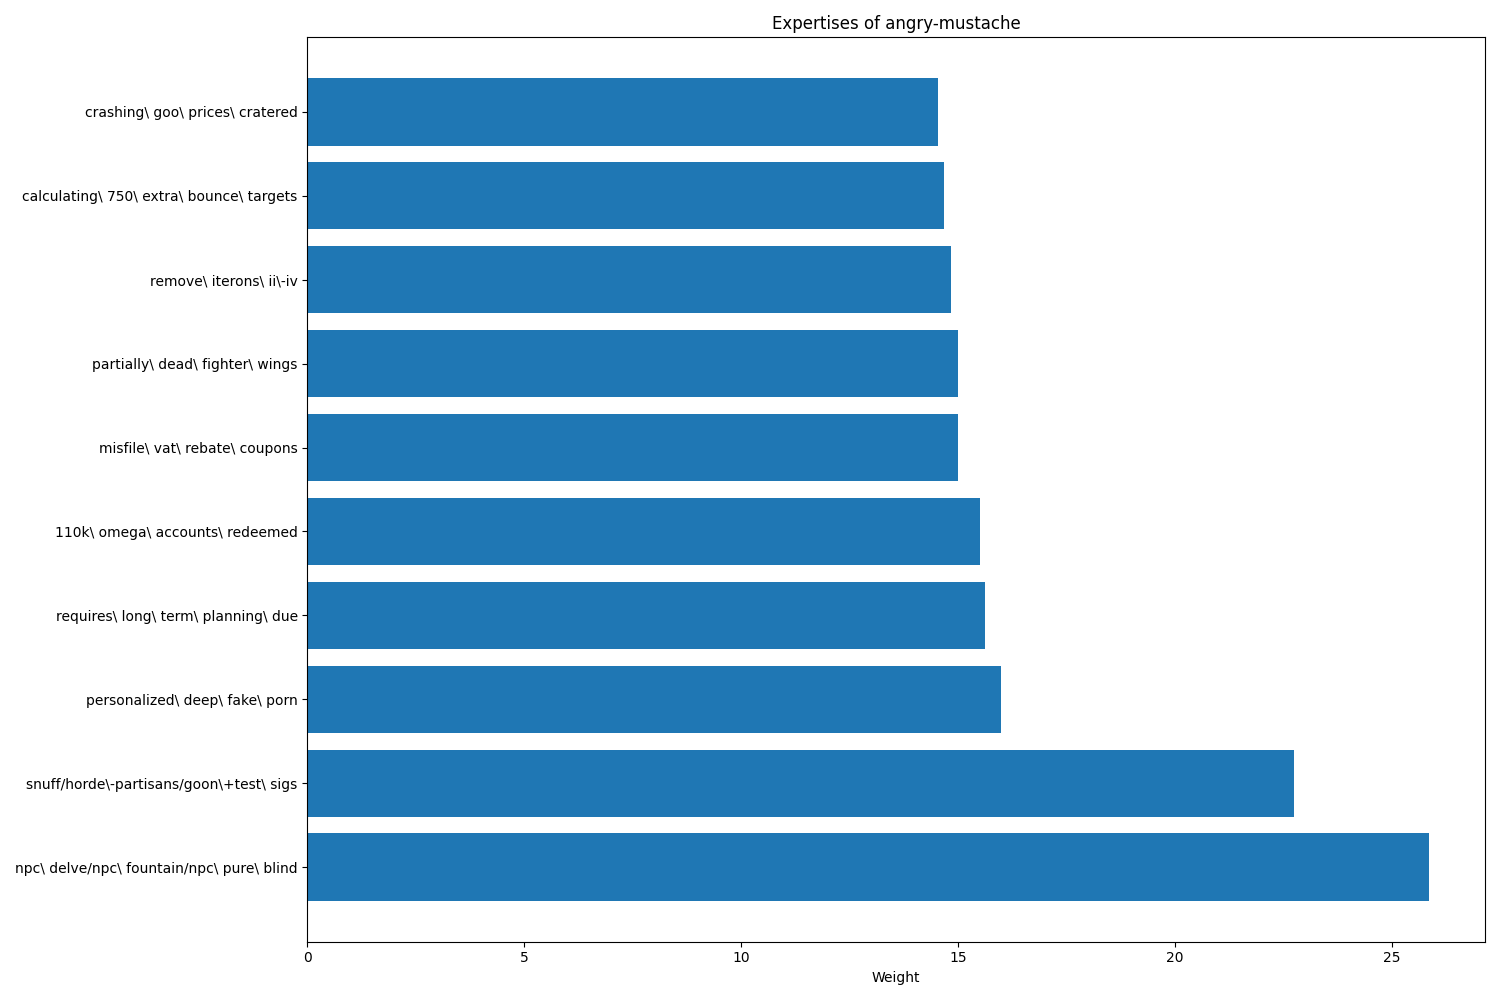 Expertises of angry-mustache
crashing\ goo\ prices\ cratered
calculating\ 750\ extra\ bounce\ targets
remove\ iterons\ ii\-iv
partially\ dead\ fighter\ wings
misfile\ vat\ rebate\ coupons
110k\ omega\ accounts\ redeemed
requires\ long\ term\ planning\ due
personalized\ deep\ fake\ porn
snuff/horde\-partisans/goon\+test\ sigs
npc\ delve/npc\ fountain/npc\ pure\ blind
0 5 10 15 20 25
Weight